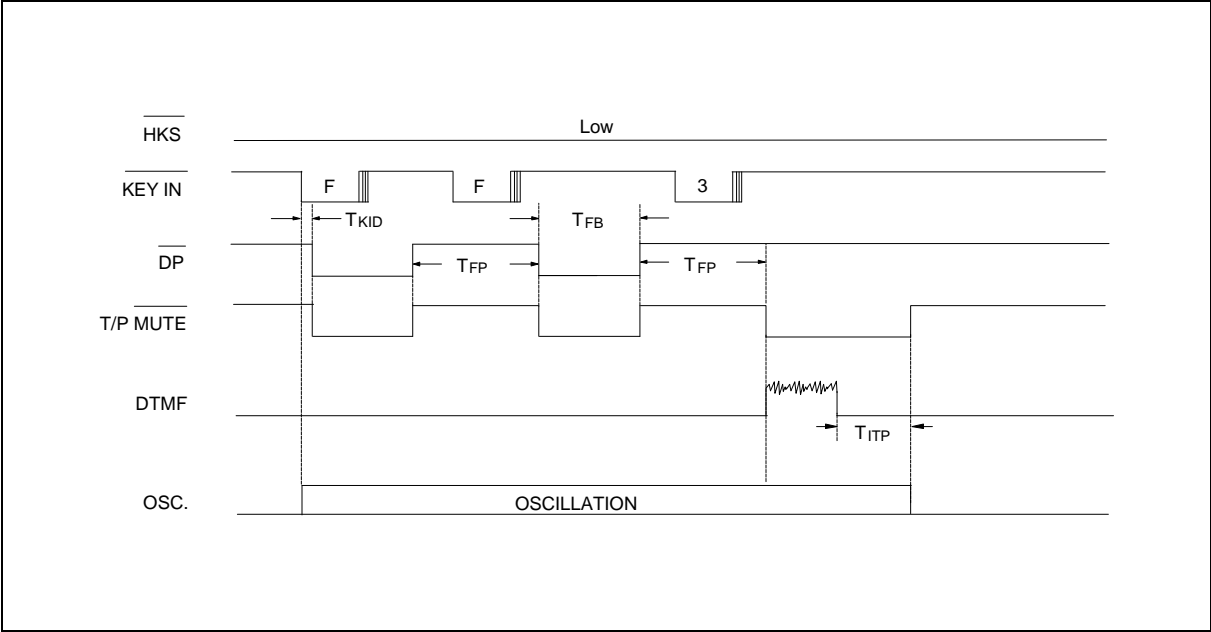 HKS
Low
KEY IN
F
F
3
TKID
TFB
DP
TFP
TFP
T/P MUTE
DTMF
TITP
OSC.
OSCILLATION